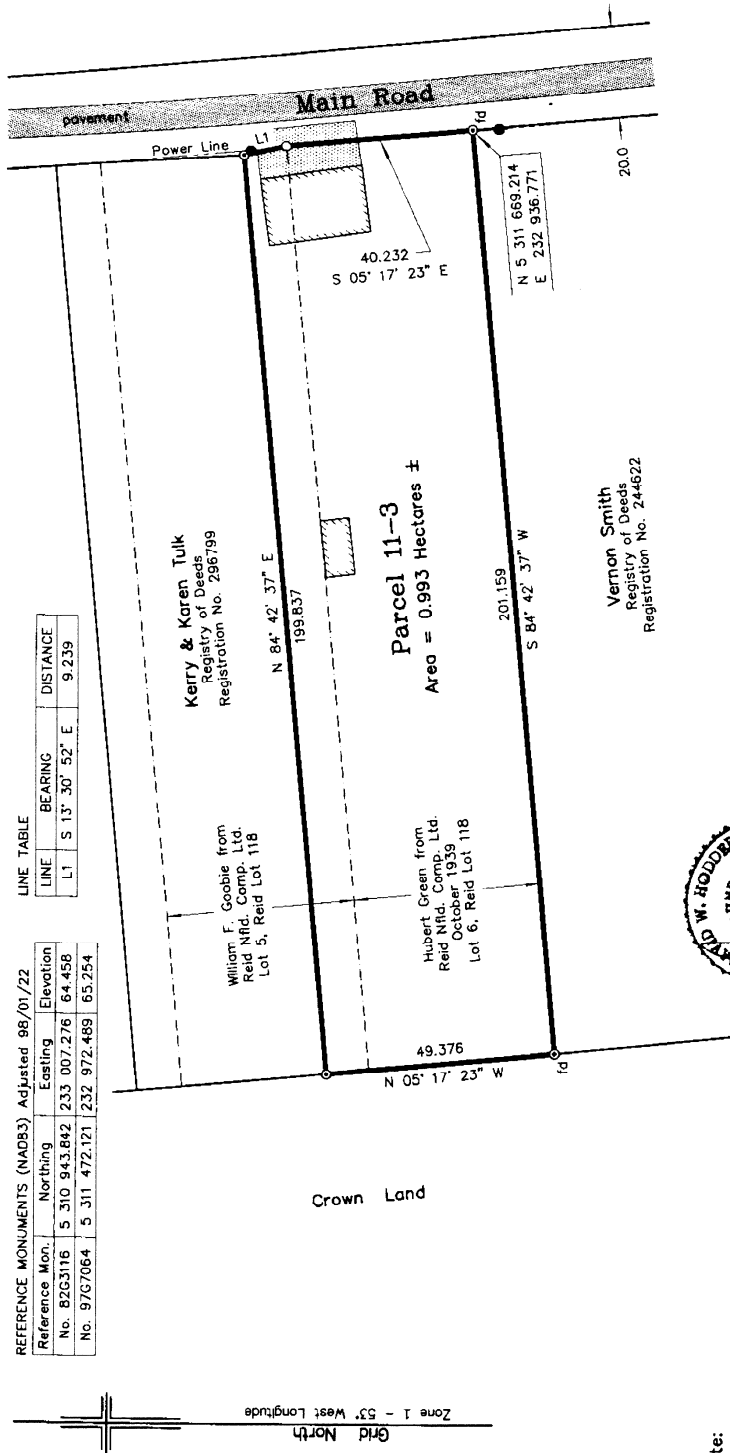 REFERENCE MONUMENTS (NAD83) Adjusted 98/01/22
Reference Mon. Northing Easting Elevation
No. 82G3116 5 310 943.842 233 007.276 64.458
No. 97G7064 5 311 472.121 232 972.489 65.254
LINE TABLE
LINE BEARING DISTANCE
L1 S 13° 30' 52" E 9.239
pavement
Main Road
Power Line
L1
fd
40.232
S 05° 17' 23" E
N 5 311 669.214
E 232 936.771
20.0
Kerry & Karen Tulk
Registry of Deeds
Registration No. 296799
N 84° 42' 37" E
199.837
Parcel 11-3
Area = 0.993 Hectares ±
201.159
S 84° 42' 37" W
Vernon Smith
Registry of Deeds
Registration No. 244622
William F. Goobie from
Reid Nfld. Comp. Ltd.
Lot 5, Reid Lot 118
Hubert Green from
Reid Nfld. Comp. Ltd.
October 1939
Lot 6, Reid Lot 118
49.376
N 05° 17' 23" W
fd
Crown Land
Grid North
Zone 1 - 53° West Longitude
W. HODDER
te: